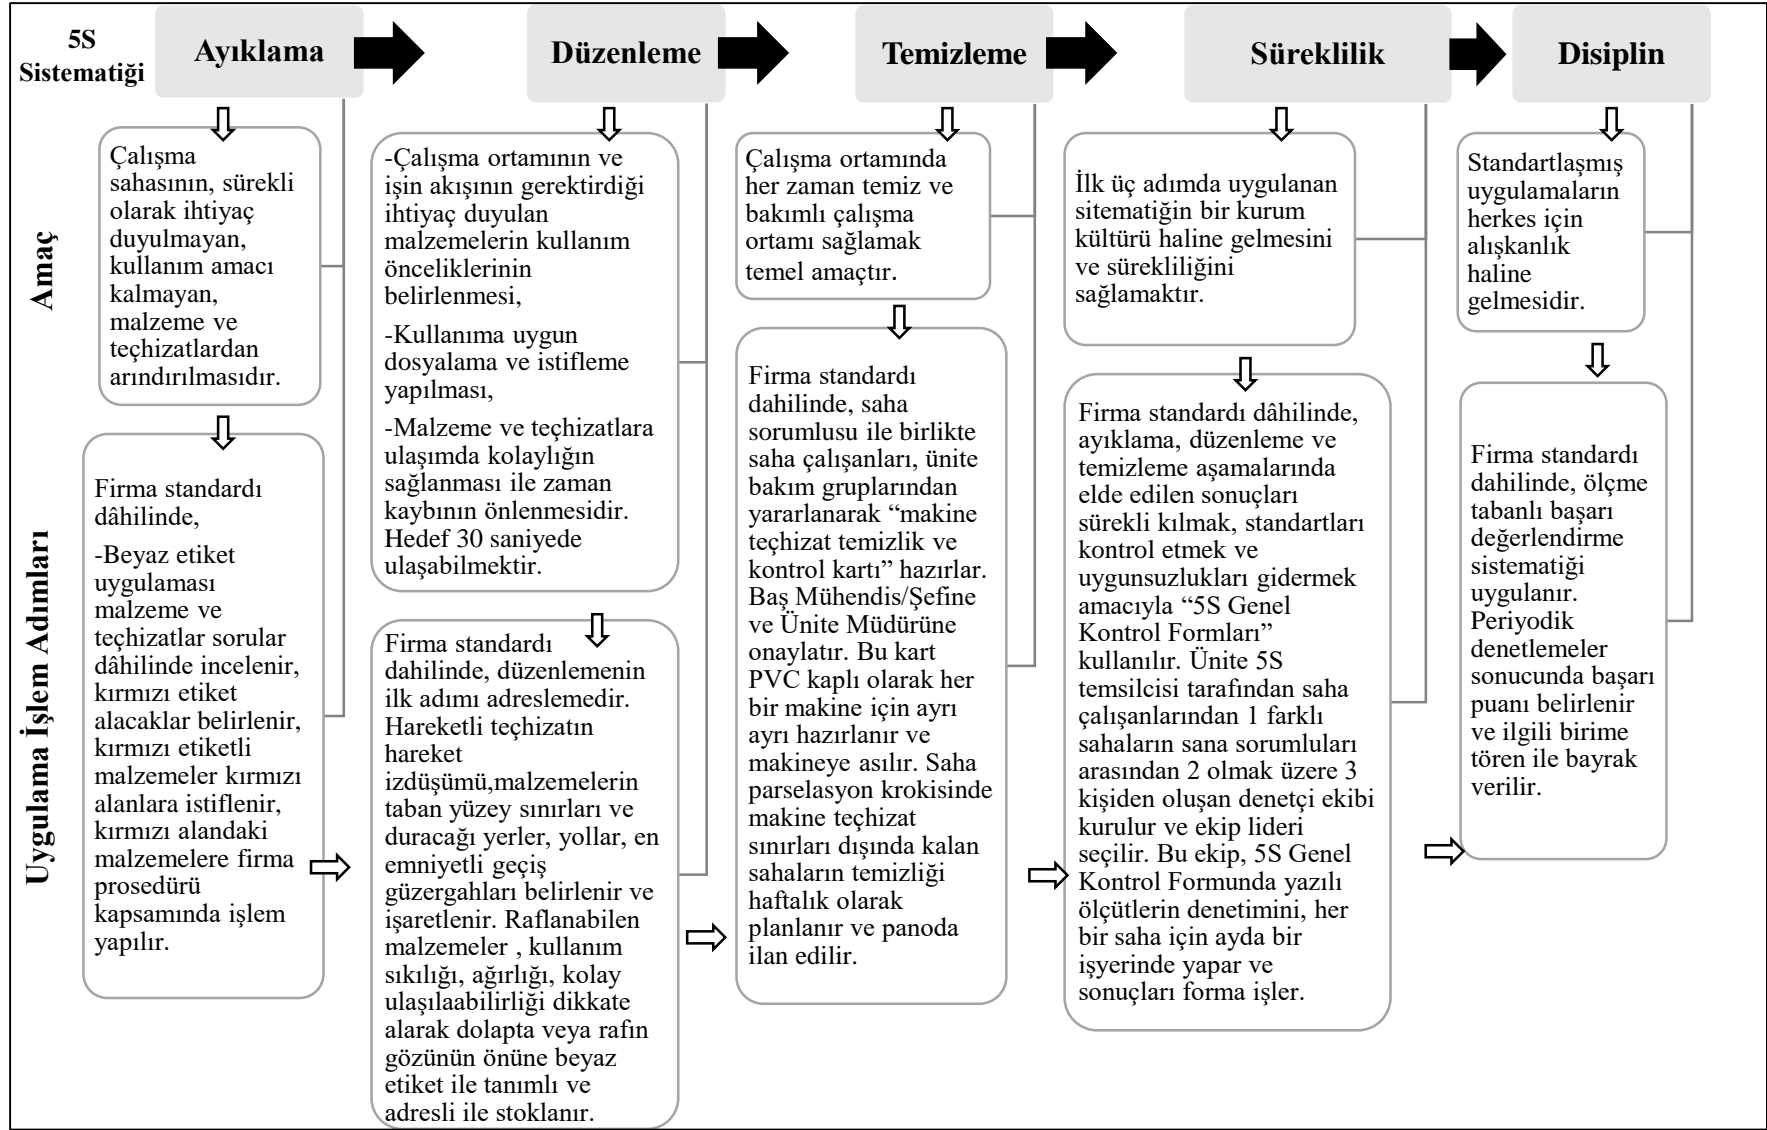 5S
Sistematiği
Ayıklama
Düzenleme
Temizleme
Süreklilik
Disiplin
Amaç
Çalışma
sahasının, sürekli
olarak ihtiyaç
duyulmayan,
kullanım amacı
kalmayan,
malzeme ve
teçhizatlardan
arındırılmasıdır.
-Çalışma ortamının ve
işin akışının gerektirdiği
ihtiyaç duyulan
malzemelerin kullanım
önceliklerinin
belirlenmesi,
-Kullanıma uygun
dosyalama ve istifleme
yapılması,
-Malzeme ve teçhizatlara
ulaşımda kolaylığın
sağlanması ile zaman
kaybının önlenmesidir.
Hedef 30 saniyede
ulaşabilmektir.
Çalışma ortamında
her zaman temiz ve
bakımlı çalışma
ortamı sağlamak
temel amaçtır.
İlk üç adımda uygulanan
sitematiğin bir kurum
kültürü haline gelmesini
ve sürekliliğini
sağlamaktır.
Standartlaşmış
uygulamaların
herkes için
alışkanlık
haline
gelmesidir.
Uygulama İşlem Adımları
Firma standardı
dâhilinde,
-Beyaz etiket
uygulaması
malzeme ve
teçhizatlar sorular
dâhilinde incelenir,
kırmızı etiket
alacaklar belirlenir,
kırmızı etiketli
malzemeler kırmızı
alanlara istiflenir,
kırmızı alandaki
malzemelere firma
prosedürü
kapsamında işlem
yapılır.
Firma standardı
dahilinde, düzenlemenin
ilk adımı adreslemedir.
Hareketli teçhizatın
hareket
izdüşümü,malzemelerin
taban yüzey sınırları ve
duracağı yerler, yollar, en
emniyetli geçiş
güzergahları belirlenir ve
işaretlenir. Raflanabilen
malzemeler , kullanım
sıkılığı, ağırlığı, kolay
ulaşılaabilirliği dikkate
alarak dolapta veya rafın
gözünün önüne beyaz
etiket ile tanımlı ve
adresli ile stoklanır.
Firma standardı
dahilinde, saha
sorumlusu ile birlikte
saha çalışanları, ünite
bakım gruplarından
yararlanarak “makine
teçhizat temizlik ve
kontrol kartı” hazırlar.
Baş Mühendis/Şefine
ve Ünite Müdürüne
onaylatır. Bu kart
PVC kaplı olarak her
bir makine için ayrı
ayrı hazırlanır ve
makineye asılır. Saha
parselasyon krokisinde
makine teçhizat
sınırları dışında kalan
sahaların temizliği
haftalık olarak
planlanır ve panoda
ilan edilir.
Firma standardı dâhilinde,
ayıklama, düzenleme ve
temizleme aşamalarında
elde edilen sonuçları
sürekli kılmak, standartları
kontrol etmek ve
uygunsuzlukları gidermek
amacıyla “5S Genel
Kontrol Formları”
kullanılır. Ünite 5S
temsilcisi tarafından saha
çalışanlarından 1 farklı
sahaların sana sorumluları
arasından 2 olmak üzere 3
kişiden oluşan denetçi ekibi
kurulur ve ekip lideri
seçilir. Bu ekip, 5S Genel
Kontrol Formunda yazılı
ölçütlerin denetimini, her
bir saha için ayda bir
işyerinde yapar ve
sonuçları forma işler.
Firma standardı
dahilinde, ölçme
tabanlı başarı
değerlendirme
sistematiği
uygulanır.
Periyodik
denetlemeler
sonucunda başarı
puanı belirlenir
ve ilgili birime
tören ile bayrak
verilir.